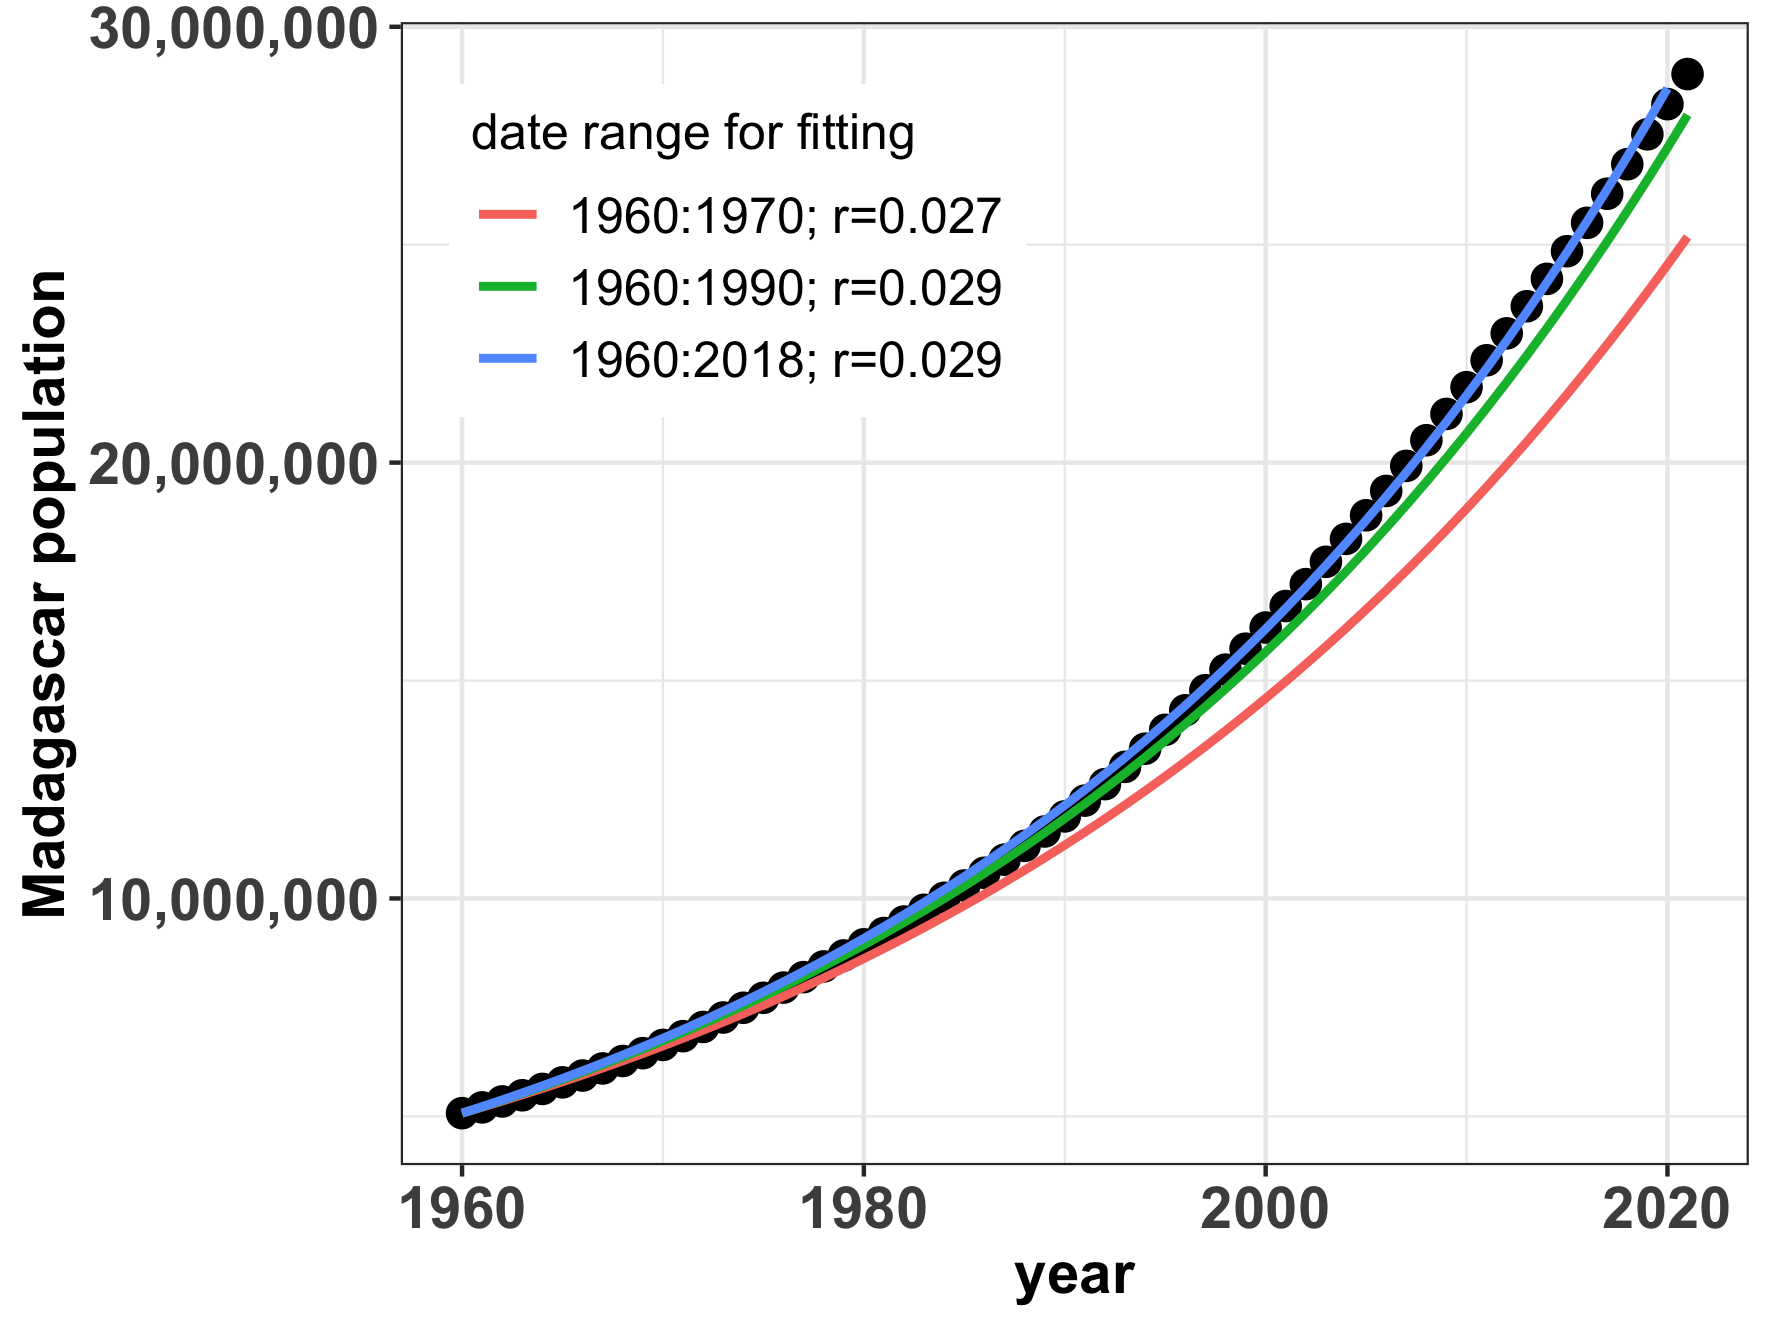 30,000,000
20,000,000
10,000,000
Madagascar population
date range for fitting
1960:1970; r=0.027
1960:1990; r=0.029
1960:2018; r=0.029
1960 1980 2000 2020
year